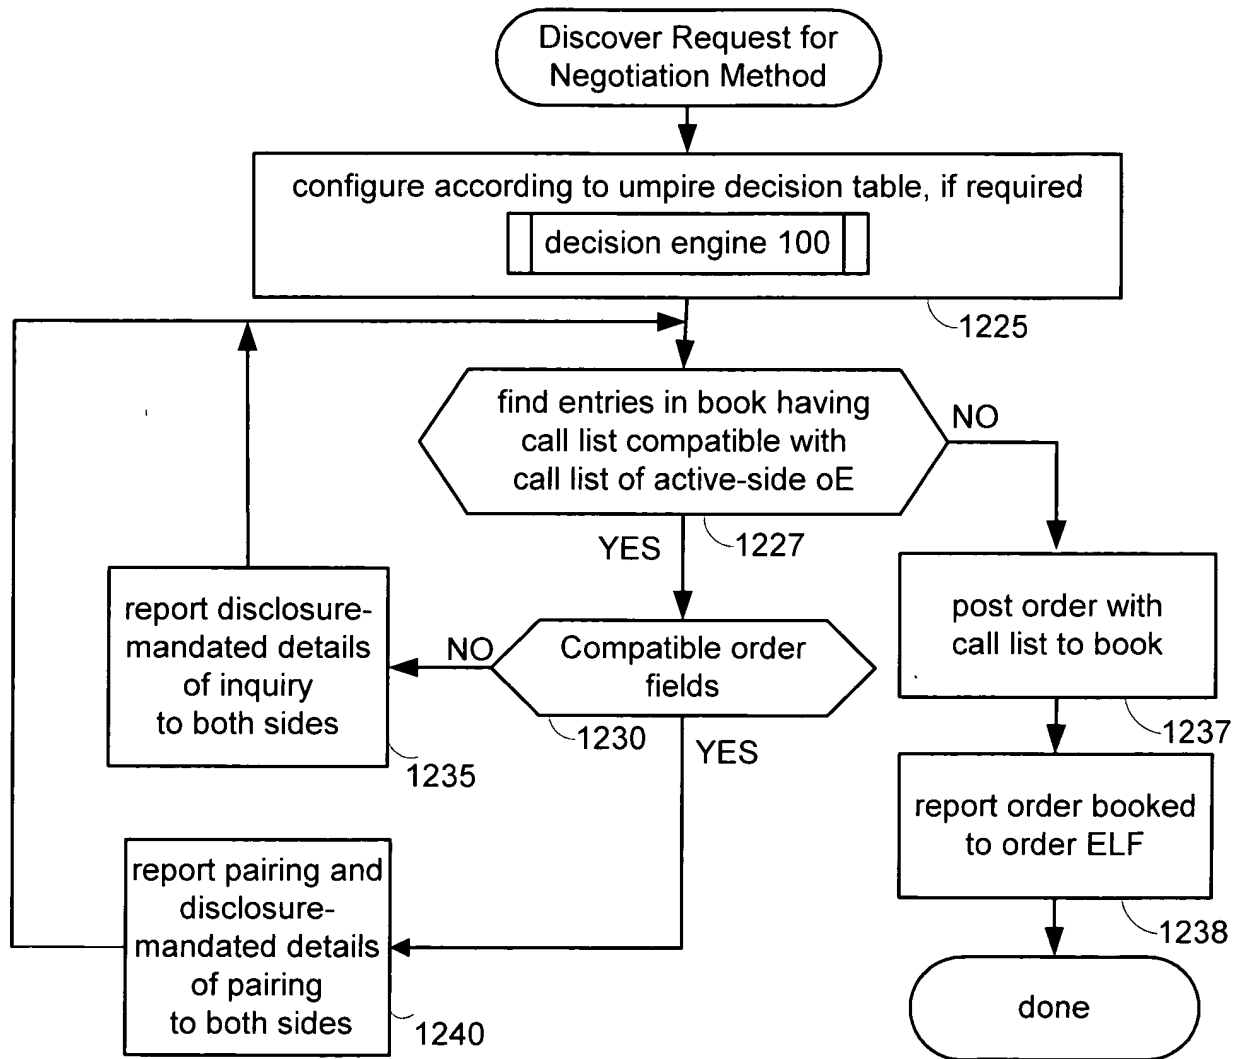 Discover Request for
Negotiation Method
configure according to umpire decision table, if required
decision engine 100
1225
find entries in book having
call list compatible with
call list of active-side oE
NO
YES
1227
report disclosure-
mandated details
of inquiry
to both sides
1235
NO
Compatible order
fields
1230
YES
post order with
call list to book
1237
report order booked
to order ELF
1238
report pairing and
disclosure-
mandated details
of pairing
to both sides
1240
done